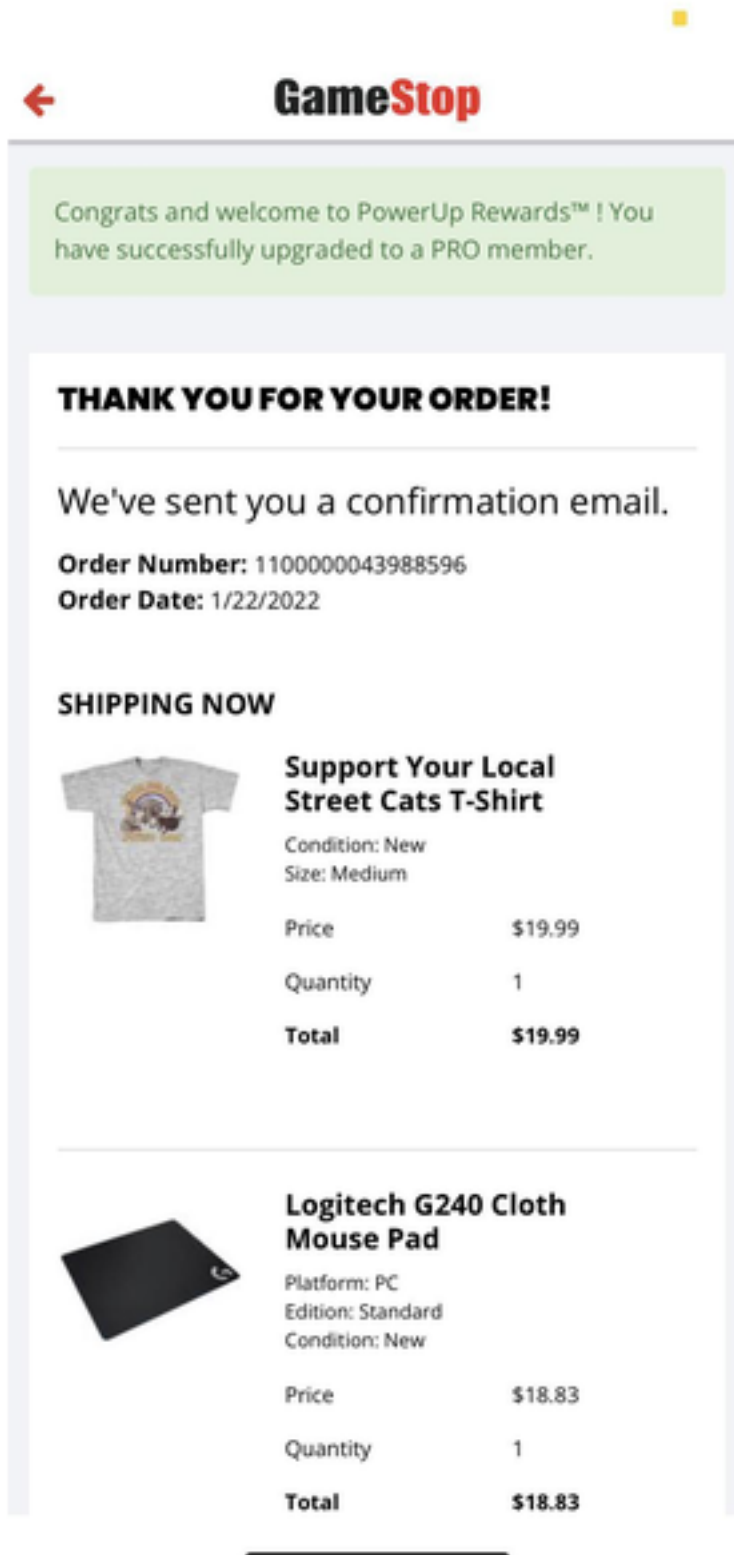 GameStop
Congrats and welcome to PowerUp Rewards™ ! You
have successfully upgraded to a PRO member.
THANK YOU FOR YOUR ORDER!
We've sent you a confirmation email.
Order Number: 1100000043988596
Order Date: 1/22/2022
SHIPPING NOW
Support Your Local
Street Cats T-Shirt
Condition: New
Size: Medium
Price $19.99
Quantity 1
Total $19.99
Logitech G240 Cloth
Mouse Pad
Platform: PC
Edition: Standard
Condition: New
Price $18.83
Quantity 1
Total $18.83